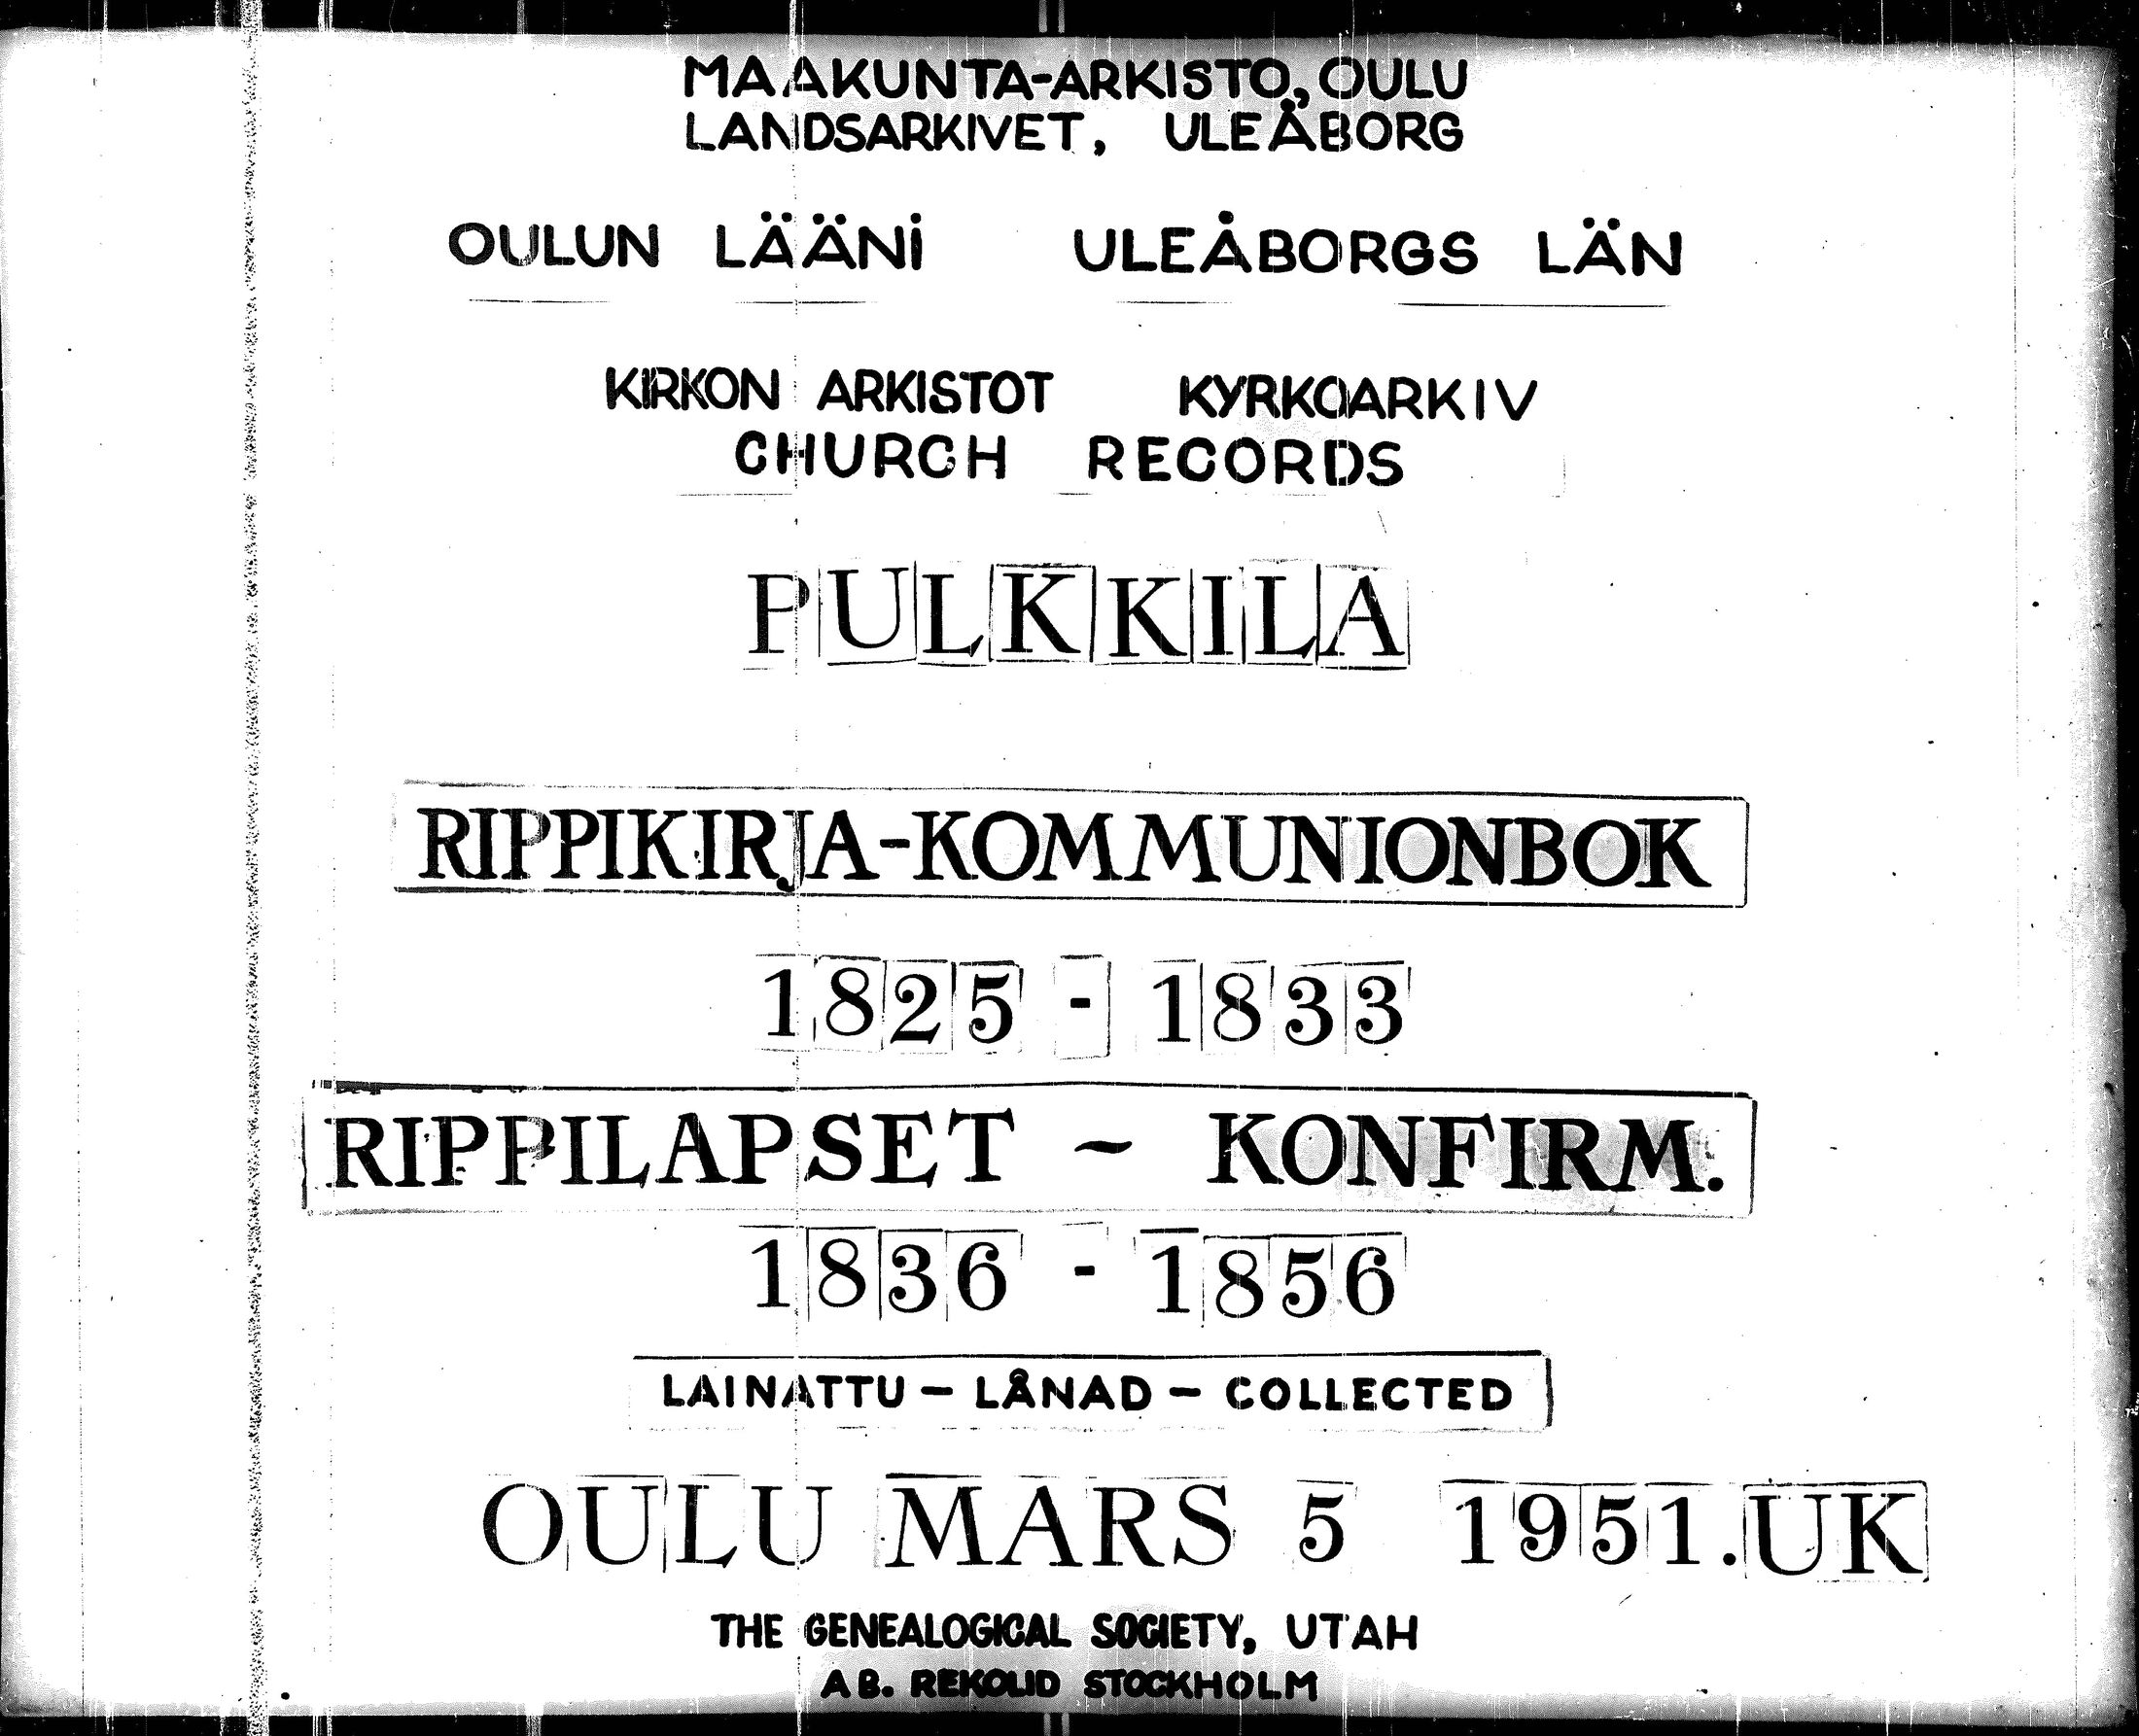 MAAKUNTA-ARKISTO, OULU
LANDSARKIVET, ULEÅBORG
OULUN LÄÄNI ULEÅBORGS LÄN
KIRKON ARKISTOT KYRKOARKIV
CHURCH RECORDS
PULKKILA
RIPPIKIRJA-KOMMUNIONBOK
1825 - 1833
RIPPILAPSET ~ KONFIRM.
1836 - 1856
LAINATTU - LÅNAD - COLLECTED
OULU MARS 5 1951. UK
THE GENEALOGICAL SOCIETY, UTAH
AB. REKOLID STOCKHOLM